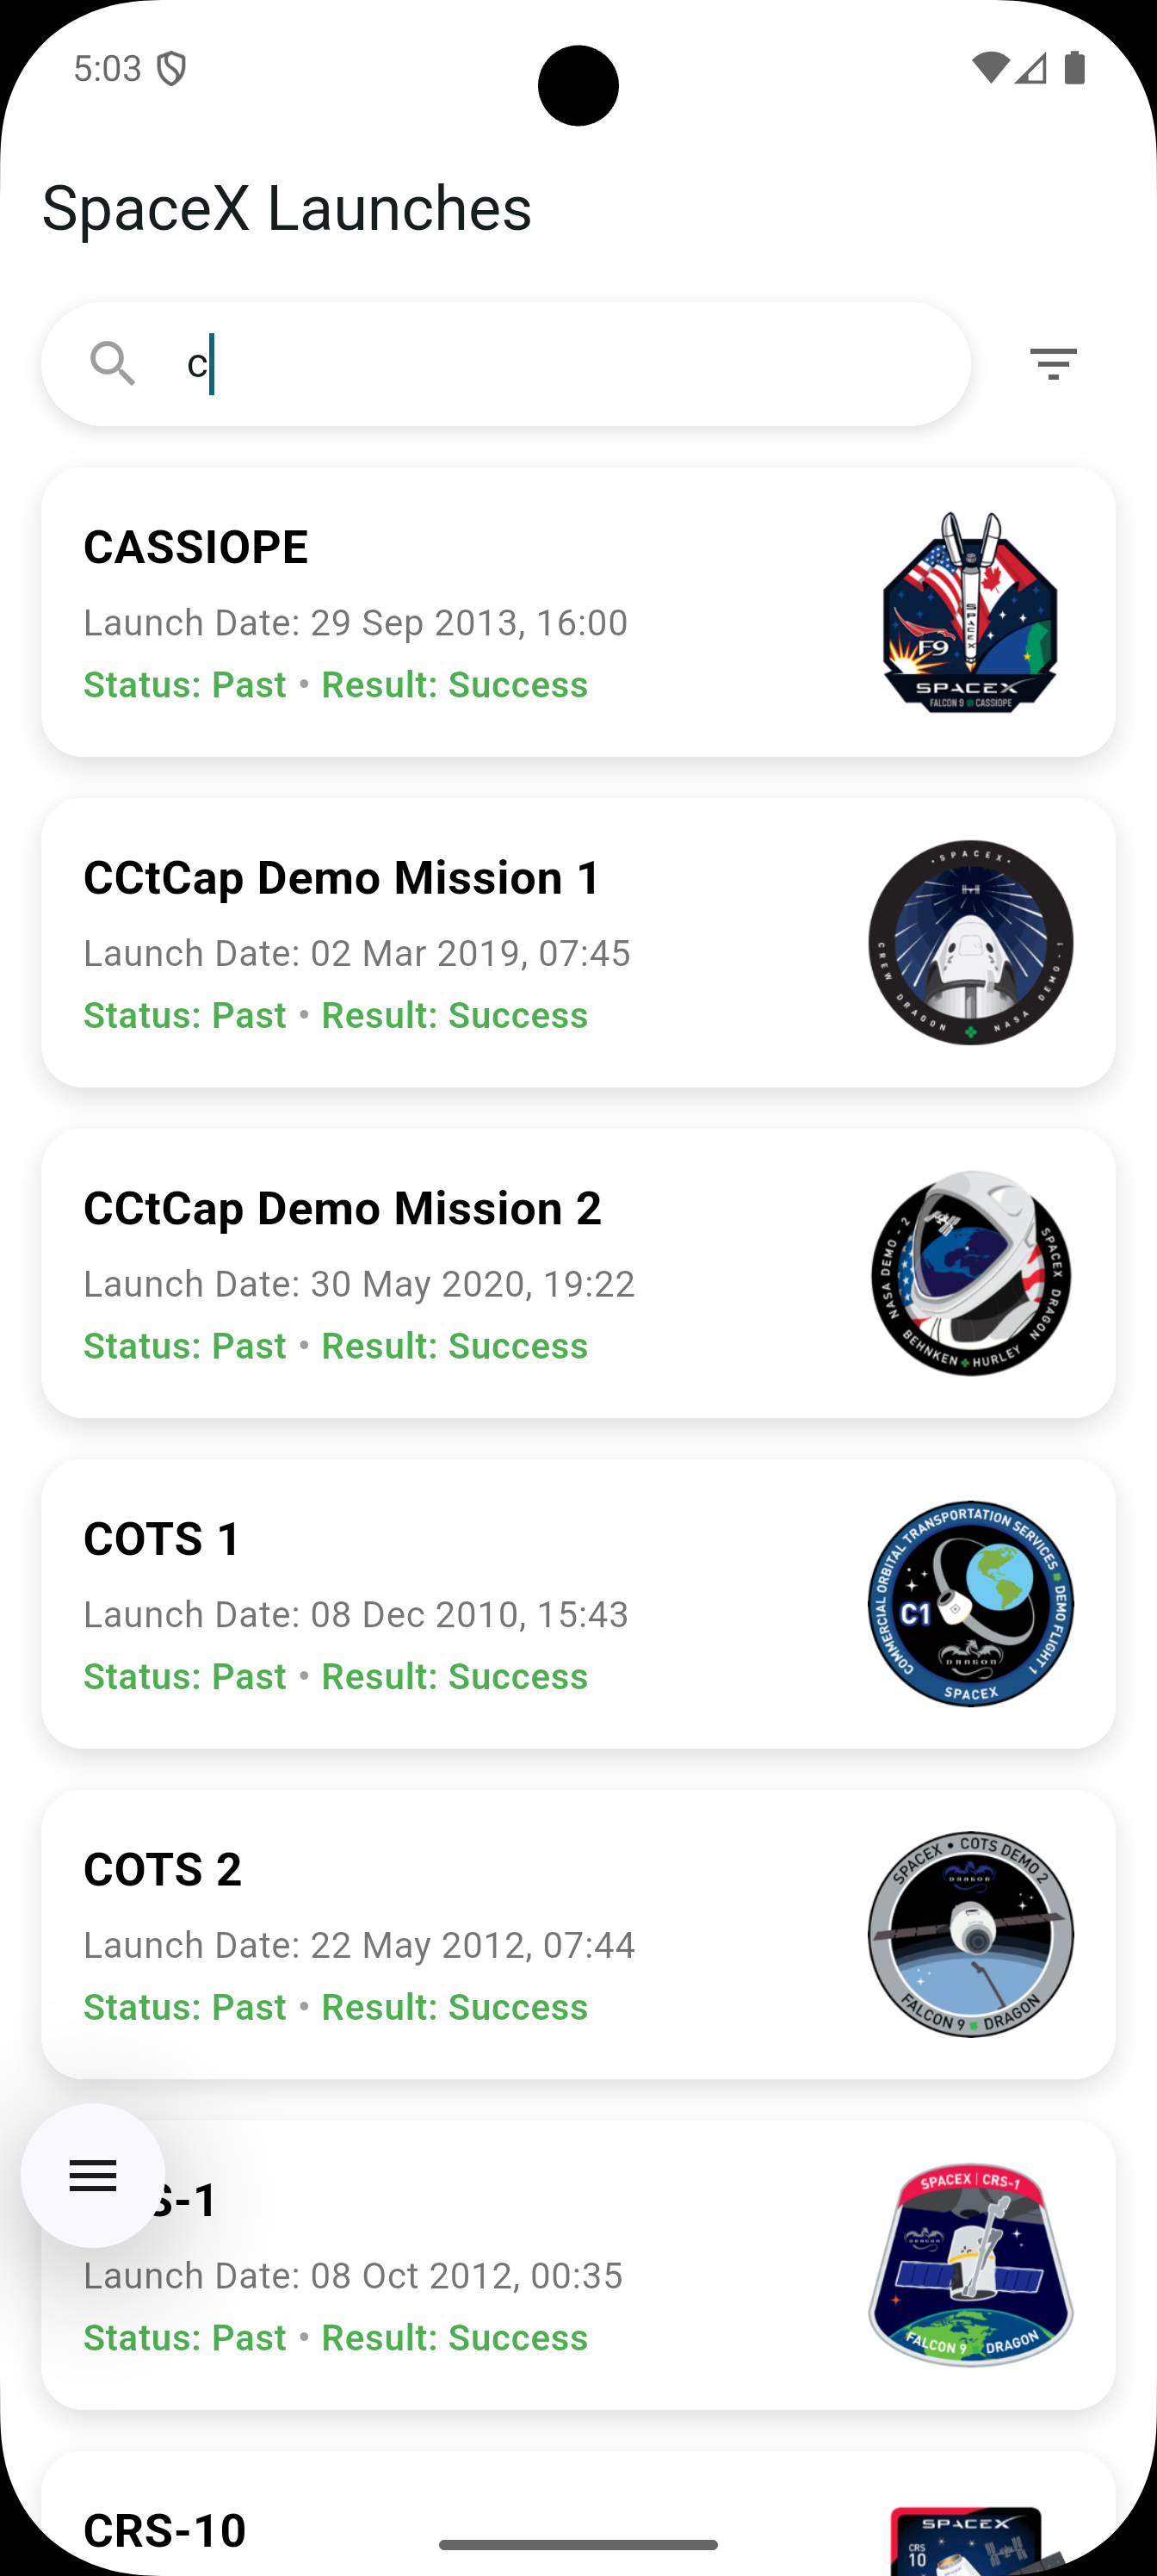 5:03
SpaceX Launches
c
CASSIOPE
Launch Date: 29 Sep 2013, 16:00
Status: Past • Result: Success
F9
SPACEX
SPACEX
FALCON 9 CASSIOPE
CCtCap Demo Mission 1
Launch Date: 02 Mar 2019, 07:45
Status: Past • Result: Success
• SPACEX •
CREW DRAGON
NASA DEMO-1
CCtCap Demo Mission 2
Launch Date: 30 May 2020, 19:22
Status: Past • Result: Success
NASA DEMO - 2
SPACEX DRAGON
BEHNKEN HURLEY
COTS 1
Launch Date: 08 Dec 2010, 15:43
Status: Past • Result: Success
COMMERCIAL ORBITAL TRANSPORTATION SERVICES
DEMO FLIGHT 1
C1
DRAGON
SPACEX
COTS 2
Launch Date: 22 May 2012, 07:44
Status: Past • Result: Success
SPACEX • COTS DEMO 2
DRAGON
FALCON 9 DRAGON
S-1
Launch Date: 08 Oct 2012, 00:35
Status: Past • Result: Success
SPACEX | CRS-1
DRAGON
FALCON 9 DRAGON
CRS-10
SPACEX
CRS
10